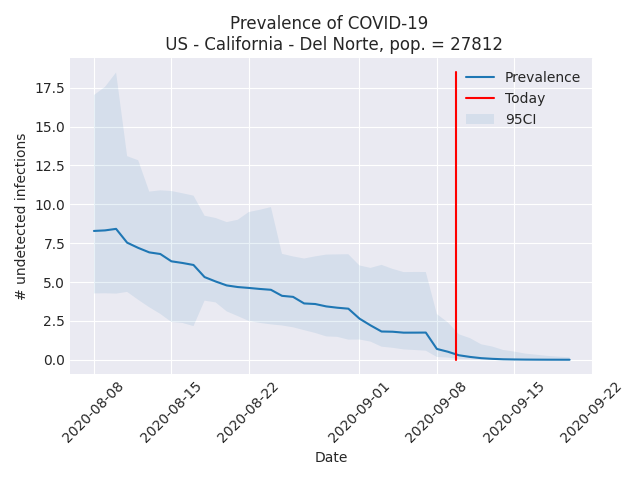 Prevalence of COVID-19
US - California - Del Norte, pop. = 27812
Prevalence
Today
95CI
# undetected infections
17.5
15.0
12.5
10.0
7.5
5.0
2.5
0.0
2020-08-08
2020-08-15
2020-08-22
2020-09-01
2020-09-08
2020-09-15
2020-09-22
Date